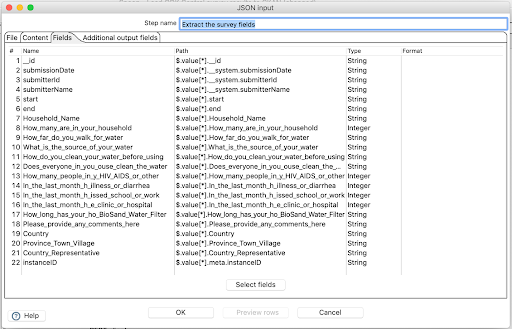 JSON input
Step name Extract the survey fields
File Content Fields Additional output fields
# Name Path Type Format
1 __id $.value[*].__id String
2 submissionDate $.value[*].__system.submissionDate String
3 submitterId $.value[*].__system.submitterId String
4 submitterName $.value[*].__system.submitterName String
5 start $.value[*].start String
6 end $.value[*].end String
7 Household_Name $.value[*].Household_Name String
8 How_many_are_in_your_household $.value[*].How_many_are_in_your_household Integer
9 How_far_do_you_walk_for_water $.value[*].How_far_do_you_walk_for_water String
10 What_is_the_source_of_your_water $.value[*].What_is_the_source_of_your_water String
11 How_do_you_clean_your_water_before_using $.value[*].How_do_you_clean_your_water_before_using String
12 Does_everyone_in_you_ouse_clean_the_water $.value[*].Does_everyone_in_you_ouse_clean_the_... String
13 How_many_people_in_y_HIV_AIDS_or_other $.value[*].How_many_people_in_y_HIV_AIDS_or_other Integer
14 In_the_last_month_h_illness_or_diarrhea $.value[*].In_the_last_month_h_illness_or_diarrhea Integer
15 In_the_last_month_h_issed_school_or_work $.value[*].In_the_last_month_h_issed_school_or_work Integer
16 In_the_last_month_h_e_clinic_or_hospital $.value[*].In_the_last_month_h_e_clinic_or_hospital Integer
17 How_long_has_your_ho_BioSand_Water_Filter $.value[*].How_long_has_your_ho_BioSand_Water_Filter String
18 Please_provide_any_comments_here $.value[*].Please_provide_any_comments_here String
19 Country $.value[*].Country String
20 Province_Town_Village $.value[*].Province_Town_Village String
21 Country_Representative $.value[*].Country_Representative String
22 instanceID $.value[*].meta.instanceID String
Select fields
Help OK Preview rows Cancel